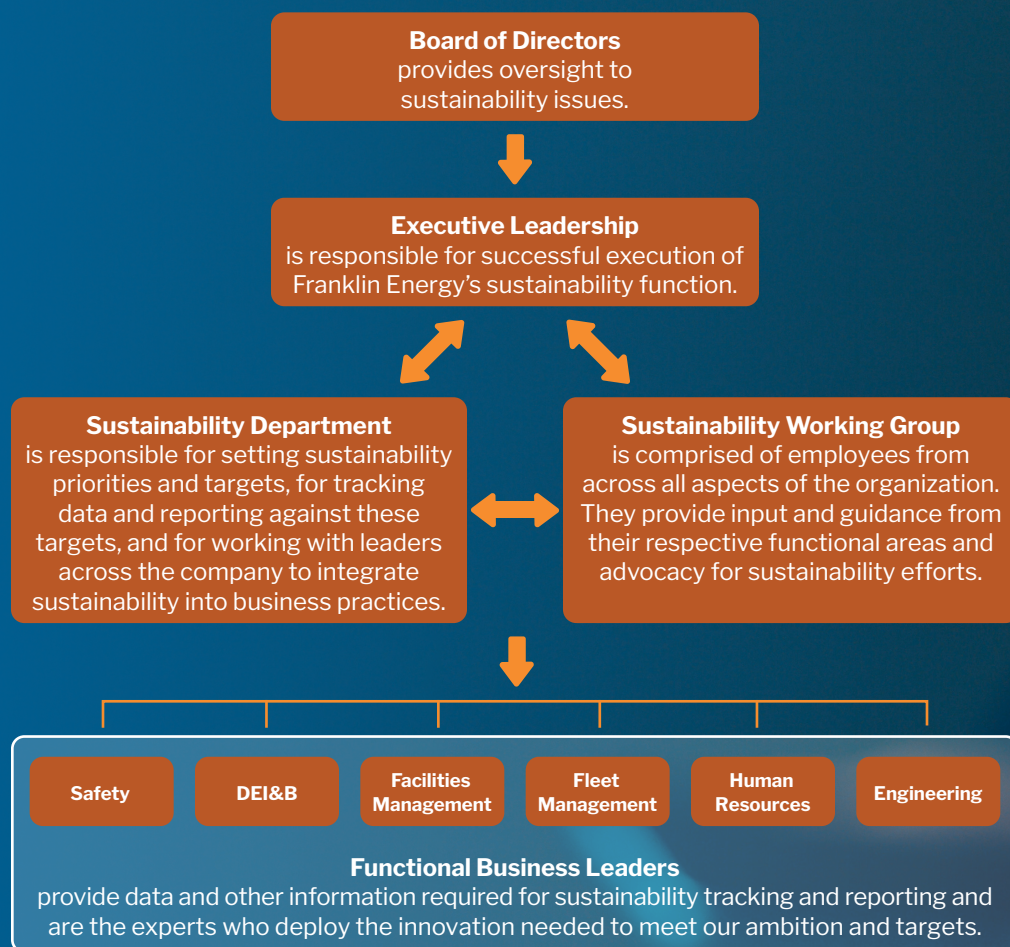 Board of Directors
provides oversight to
sustainability issues.
Executive Leadership
is responsible for successful execution of
Franklin Energy’s sustainability function.
Sustainability Department
is responsible for setting sustainability
priorities and targets, for tracking
data and reporting against these
targets, and for working with leaders
across the company to integrate
sustainability into business practices.
Sustainability Working Group
is comprised of employees from
across all aspects of the organization.
They provide input and guidance from
their respective functional areas and
advocacy for sustainability efforts.
Safety
DEI&B
Facilities
Management
Fleet
Management
Human
Resources
Engineering
Functional Business Leaders
provide data and other information required for sustainability tracking and reporting and
are the experts who deploy the innovation needed to meet our ambition and targets.